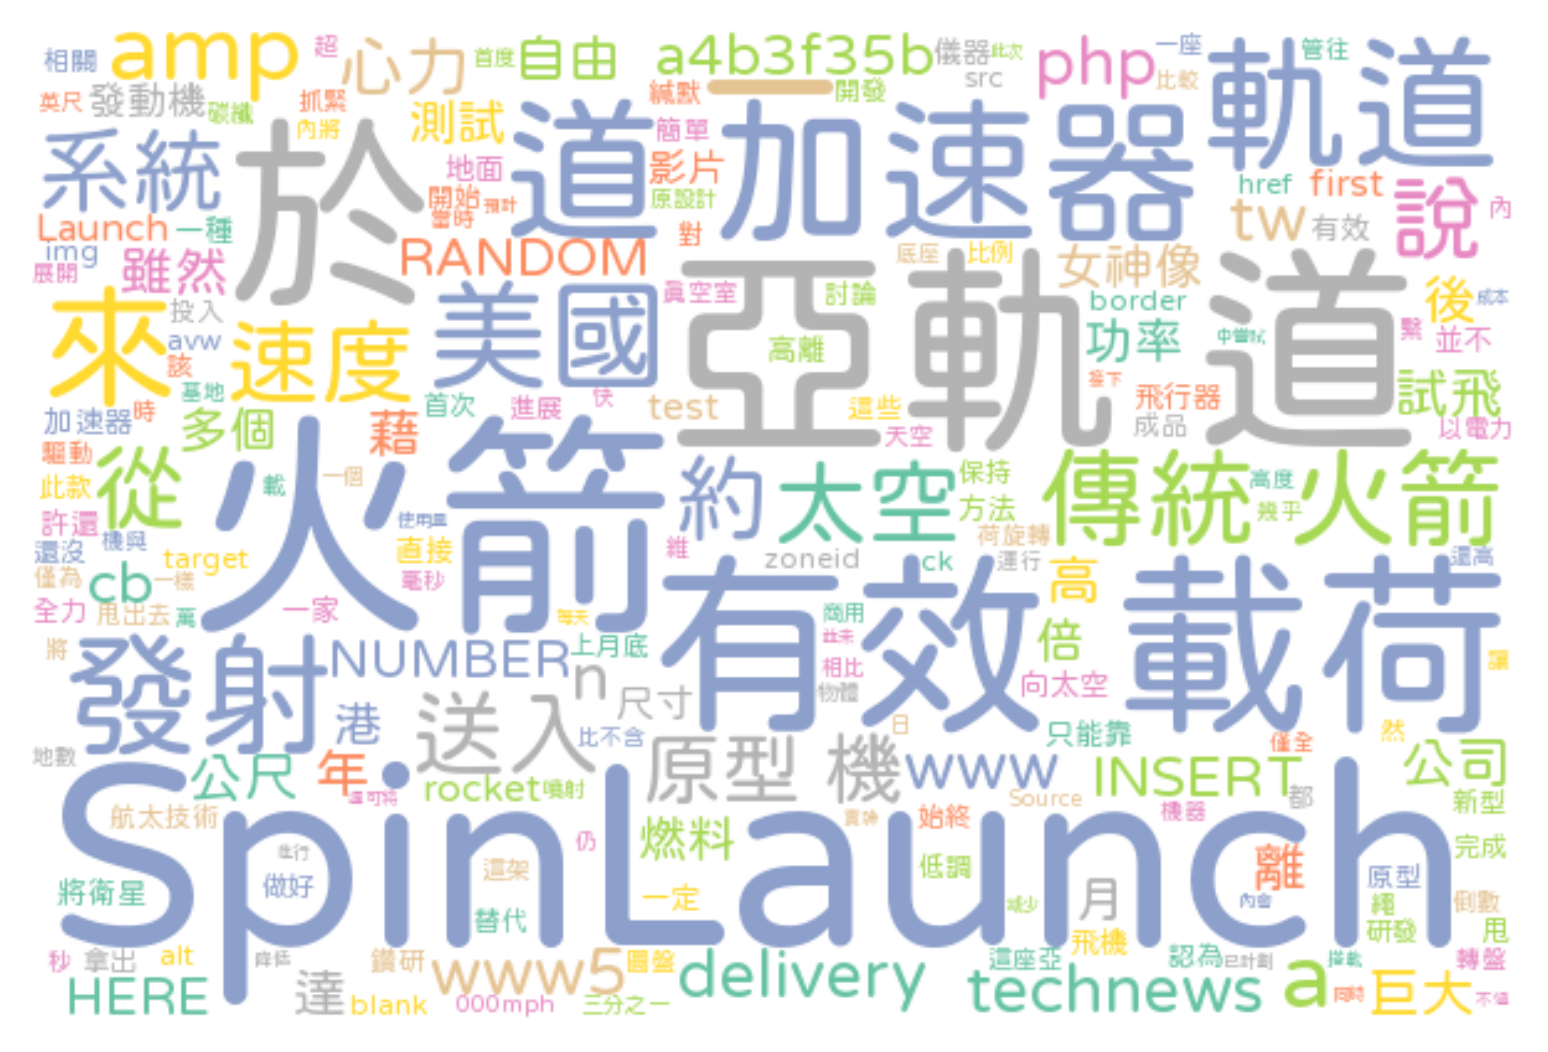 相關 amp 超 心力 首度 自由 a4b3f35b 儀器 此次 php 一座 管往 軌道
英尺 發動機 碳纖 抓緊 緘默 開發 src 比較
內將 測試 簡單 道 加速器
系統 於 地面 影片 href first 說 內
Launch 一種 開始 當時 預計 原設計 tw 有效
img 展開 雖然 RANDOM 對 底座 比例 女神像
來 投入 速度 美國 真空室 亞軌道 討論 border 後 成本
avw 該 高離 功率 中嘗試 緊 並不
基地 首次 進展 快 test 這些 接下 飛行器 試飛
加速器 時 多個 藉 天空 成品 以電力
驅動 從 火箭 約 太空 保持 傳統火箭
此款 載 一個 高度
許還 使用量 方法 幾乎
還沒 機與 target 直接 維 zoneid ck 荷旋轉 運行 還高
僅為 cb 一樣 毫秒 有效載荷 高
全力 甩出去 萬 一家 每天 商用
將 發射 NUMBER 上月底 並未 倍 讓
n 相比 向太空
港 送入 尺寸 物體
地數 比不含 日 只能靠 僅全 然
公尺 年 原型 機 www INSERT 公司
還可將 rocket 噴射 Source 都 新型
航太技術 SpinLaunch 仍 燃料 始終 機器 完成
進行 這架 低調 離 原型
將衛星 做好 一定 月 內會 繩 倒數
替代 減少 研發 甩
秒 拿出 alt 降低 鑽研 www5 圓盤 delivery 這座亞 飛機 認為 已計劃 搭載 轉盤
HERE 達 blank 000mph 三分之一 technews a 同時 巨大 不值